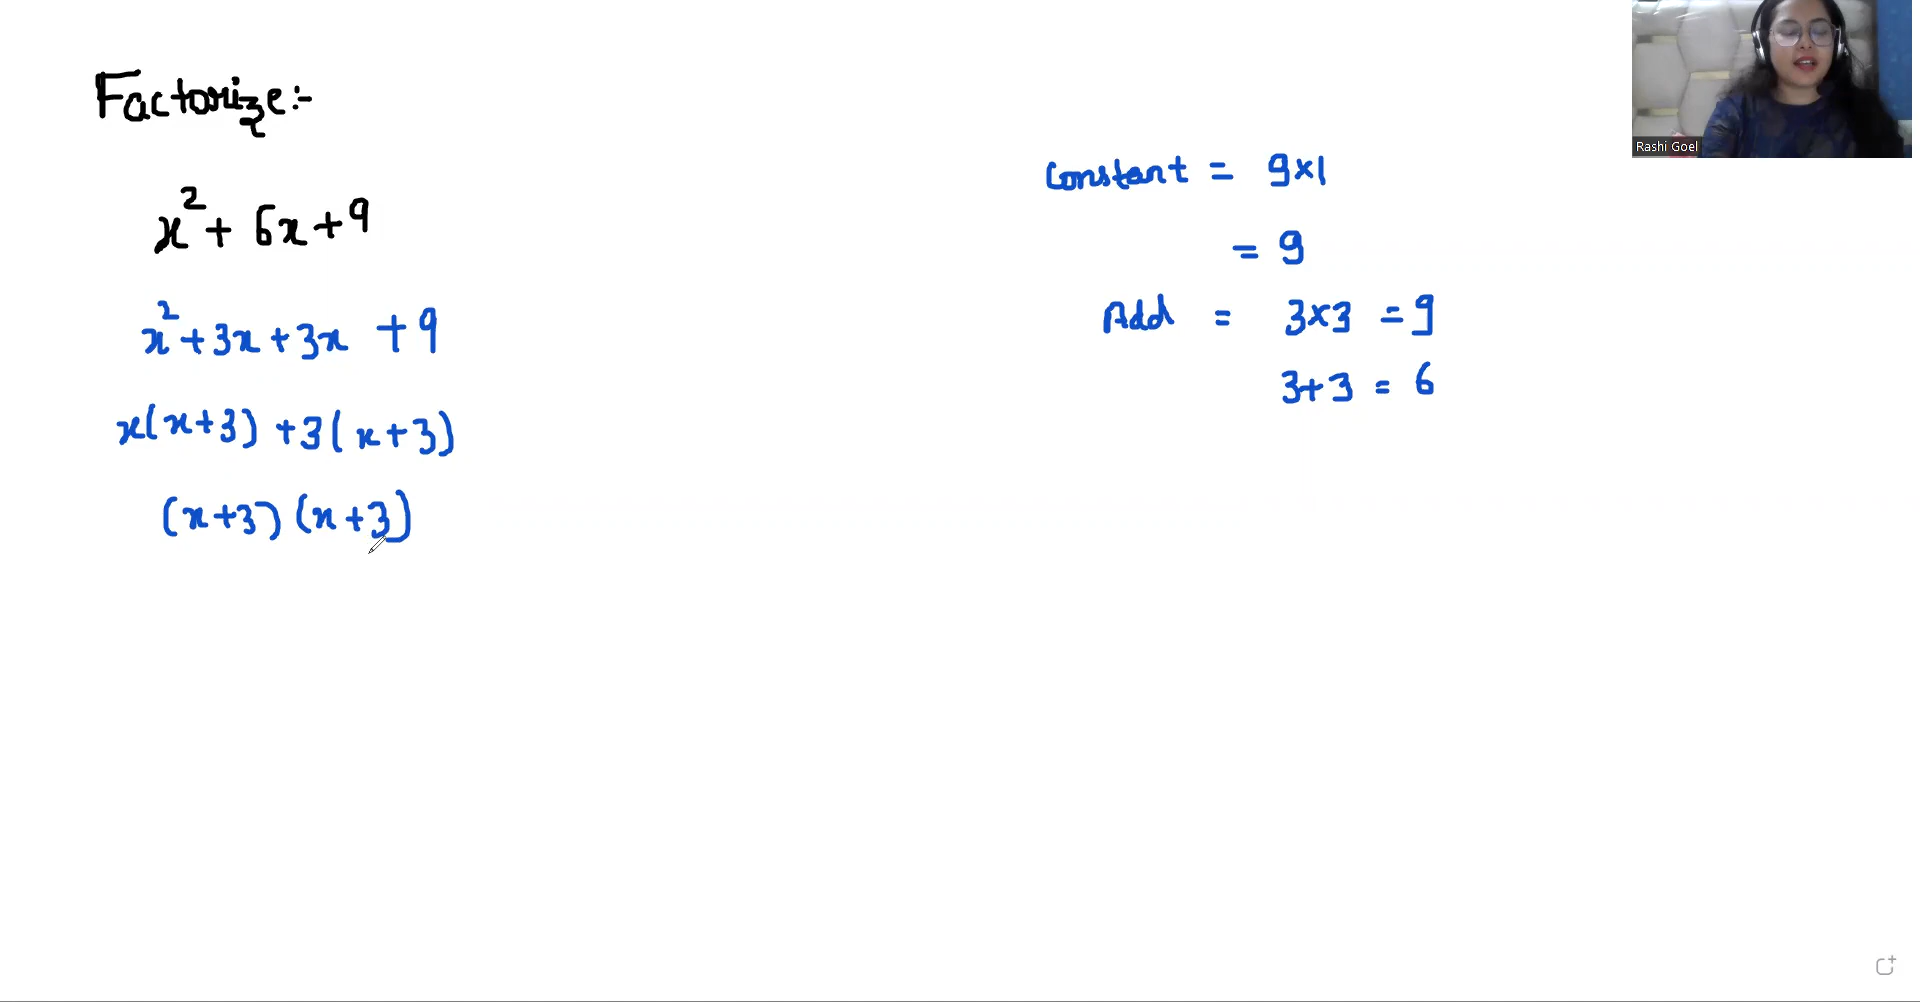 Factorize:-
x² + 6x + 9
x² + 3x + 3x + 9
x(x+3) + 3(x+3)
(x+3) (x+3)
Constant = 9×1
= 9
Add = 3×3 = 9
3+3 = 6
Rashi Goel